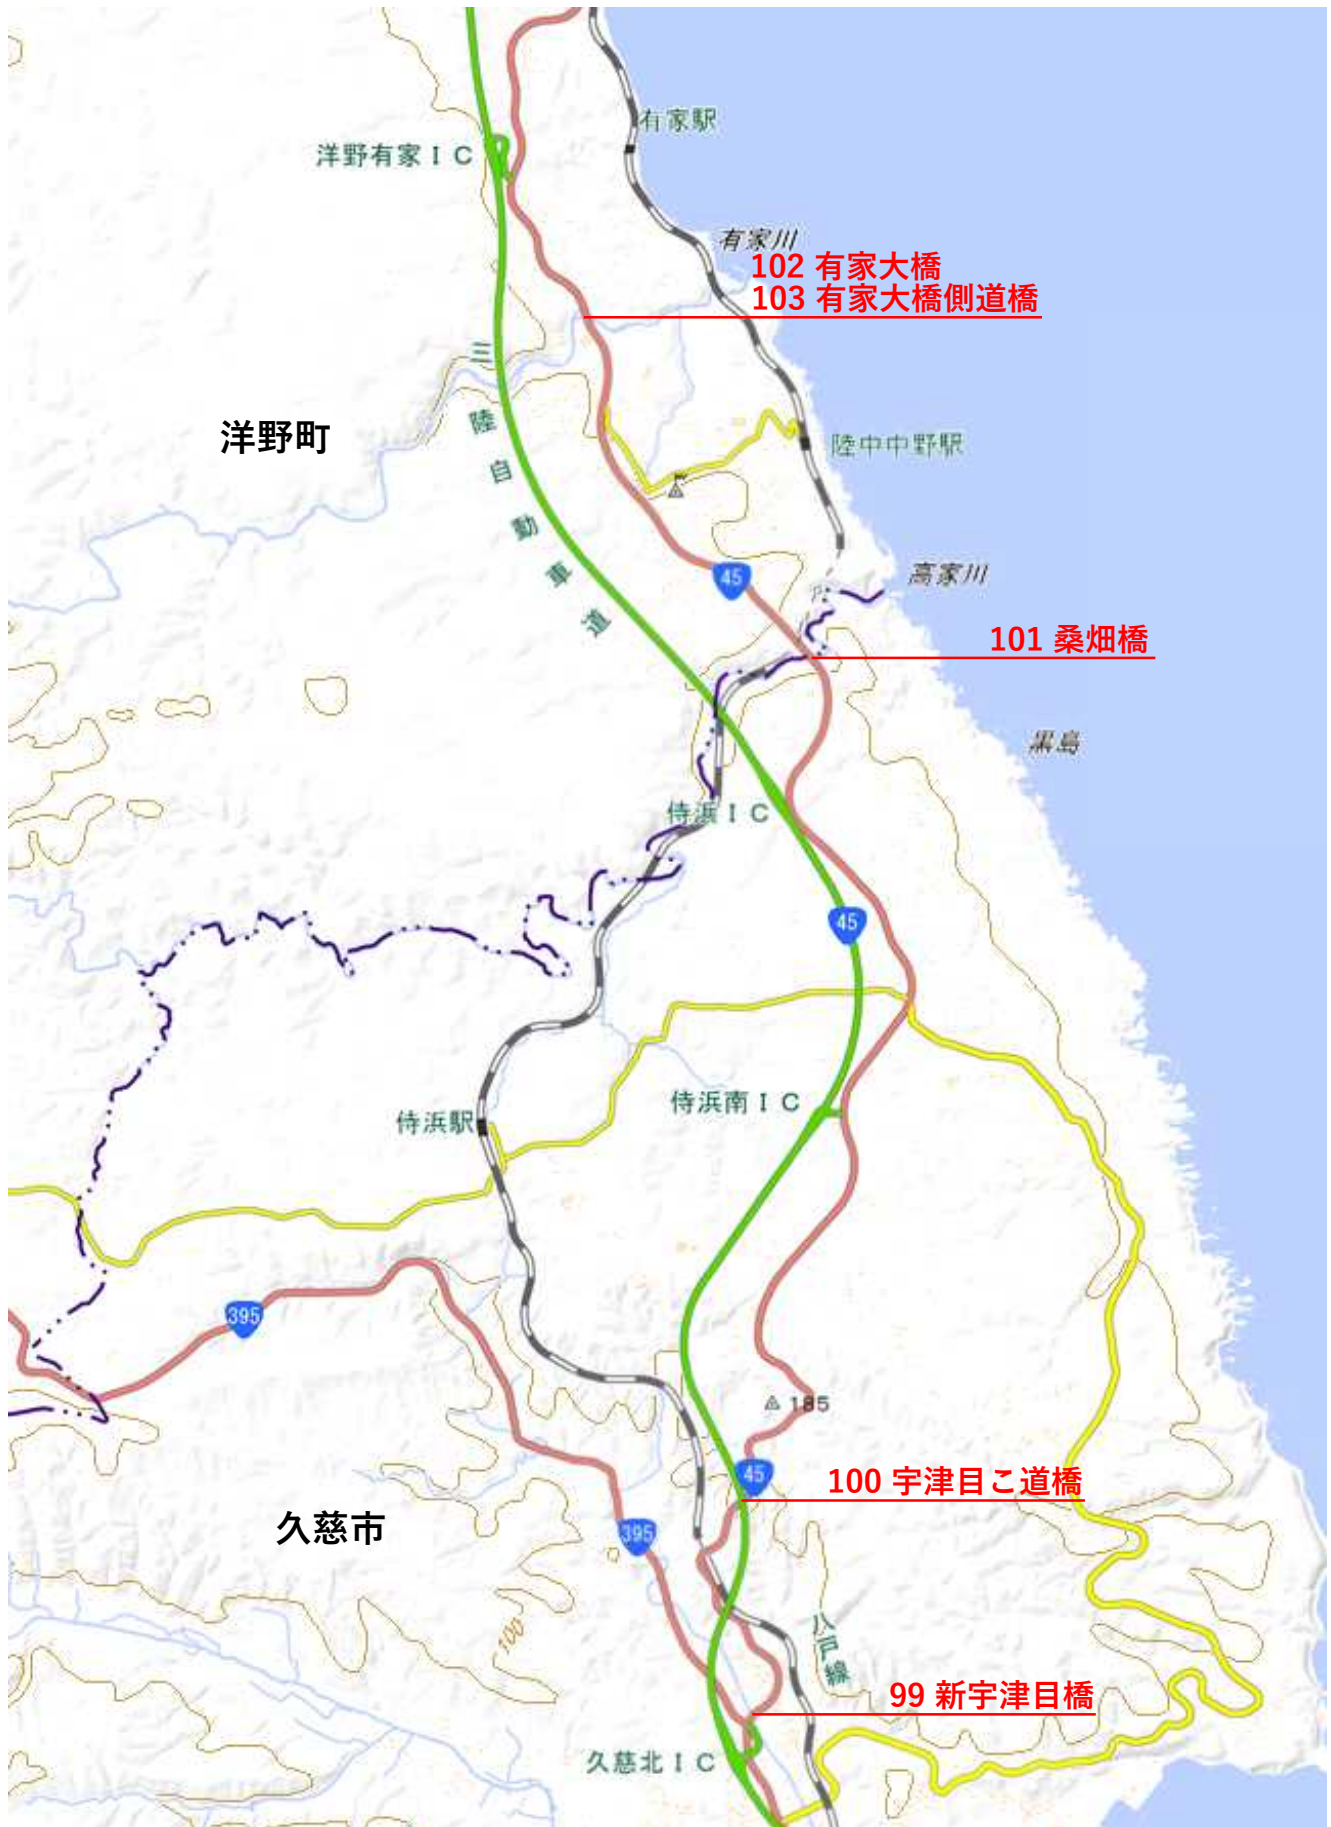 有家駅
洋野有家ＩＣ
有家川
102 有家大橋
103 有家大橋側道橋
三陸自動車道
洋野町
陸中中野駅
45
高家川
101 桑畑橋
黒島
侍浜ＩＣ
45
侍浜南ＩＣ
侍浜駅
395
185
45
100 宇津目こ道橋
久慈市
395
100
八戸線
99 新宇津目橋
久慈北ＩＣ